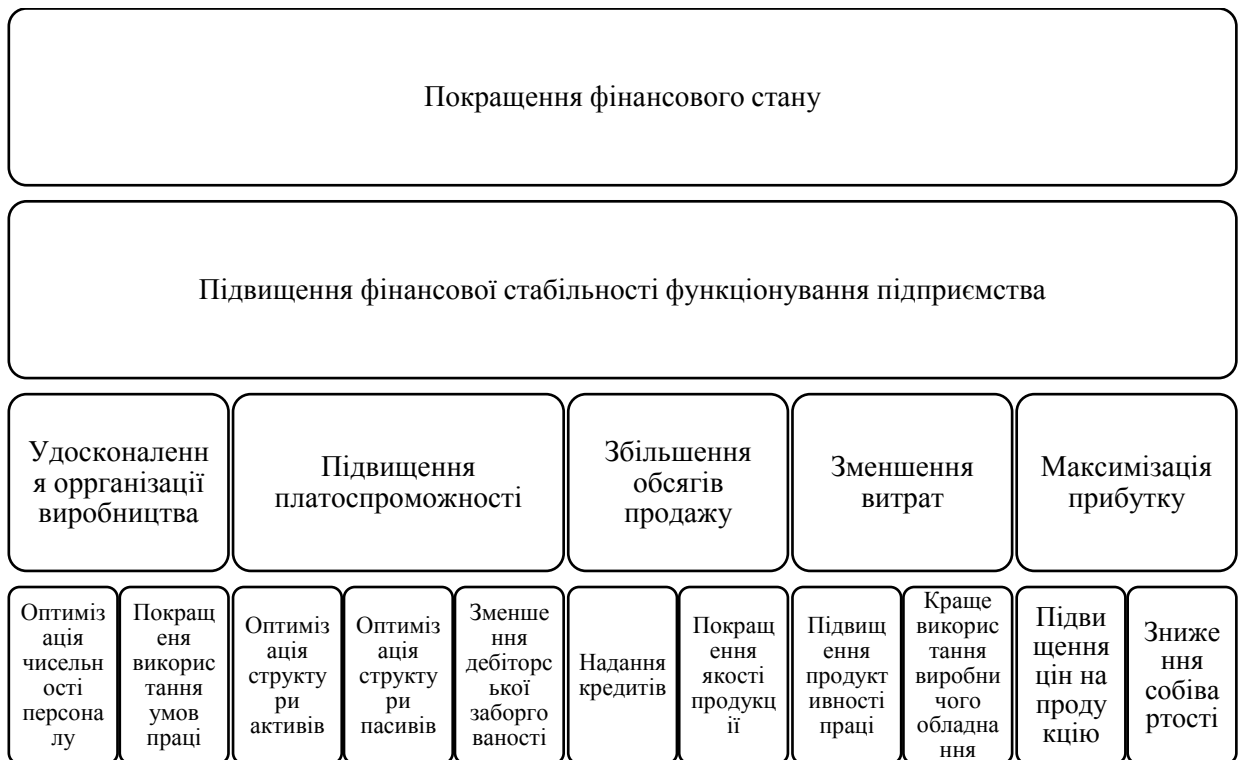 Покращення фінансового стану
Підвищення фінансової стабільності функціонування підприємства
Удосконаленн
я оррганізації
виробництва
Підвищення
платоспроможності
Збільшення
обсягів
продажу
Зменшення
витрат
Максимізація
прибутку
Оптиміз
ація
чисельн
ості
персона
лу
Покращ
еня
викорис
тання
умов
праці
Оптиміз
ація
структу
ри
активів
Оптиміз
ація
структу
ри
пасивів
Зменше
ння
дебіторс
ької
заборго
ваності
Надання
кредитів
Покращ
ення
якості
продукц
ії
Підвищ
ення
продукт
ивності
праці
Краще
викорис
тання
виробни
чого
обладна
ння
Підви
щення
цін на
проду
кцію
Зниже
ння
собіва
ртості